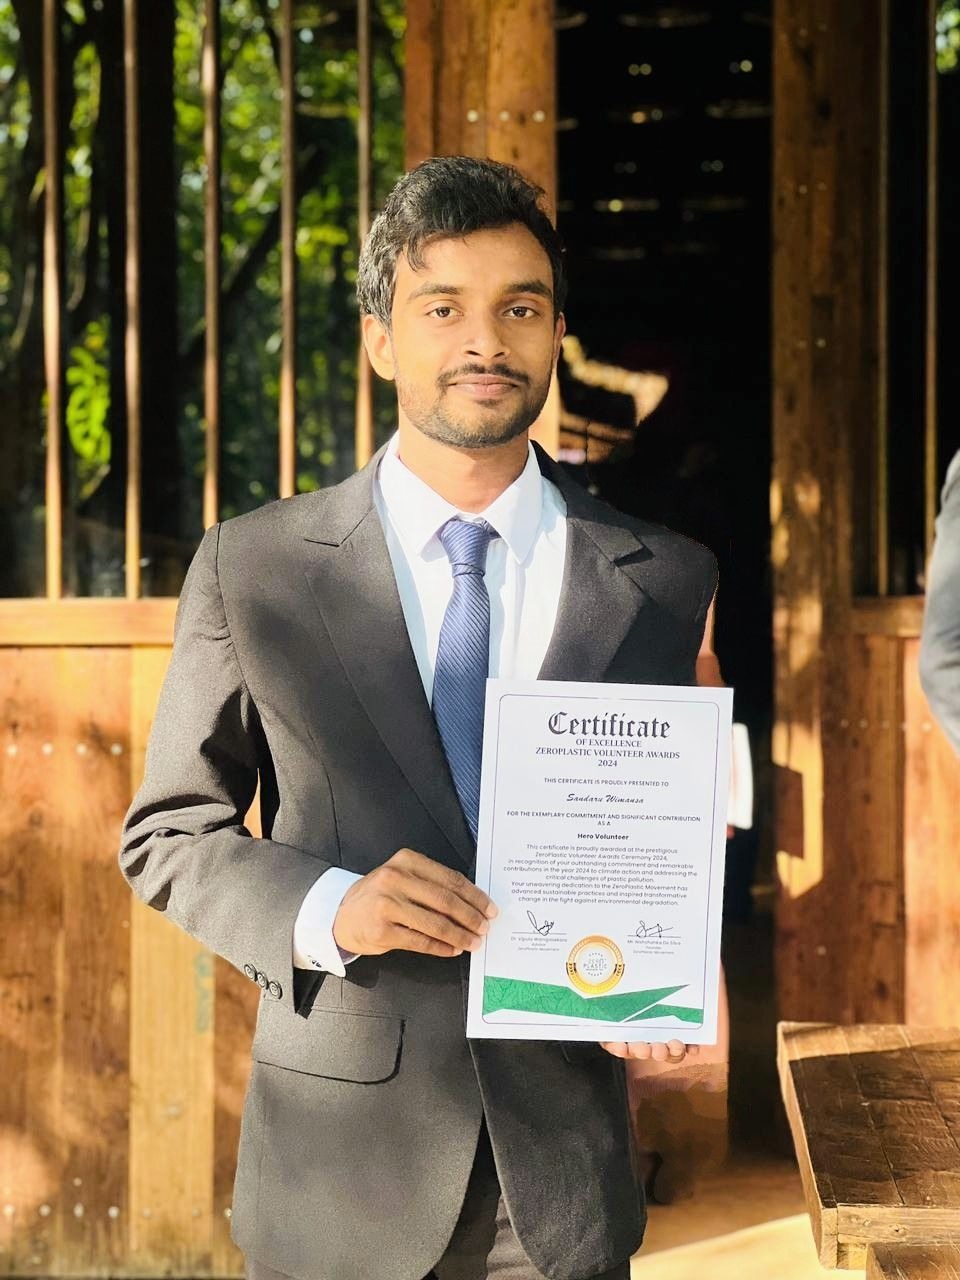 Certificate
OF EXCELLENCE
ZEROPLASTIC VOLUNTEER AWARDS
2024
THIS CERTIFICATE IS PROUDLY PRESENTED TO
Sandaru Wimansa
FOR THE EXEMPLARY COMMITMENT AND SIGNIFICANT CONTRIBUTION
AS A
Hero Volunteer
This certificate is proudly awarded at the prestigious
ZeroPlastic Volunteer Awards Ceremony 2024,
in recognition of your outstanding commitment and remarkable
contributions in the year 2024 to climate action and addressing the
critical challenges of plastic pollution.
Your unwavering dedication to the ZeroPlastic Movement has
advanced sustainable practices and inspired transformative
change in the fight against environmental degradation.
Mr. Nishshanka De Silva
Founder
ZeroPlastic Movement
Dr.
Advisor
ZeroPlastic Movement
ZERO
PLASTIC